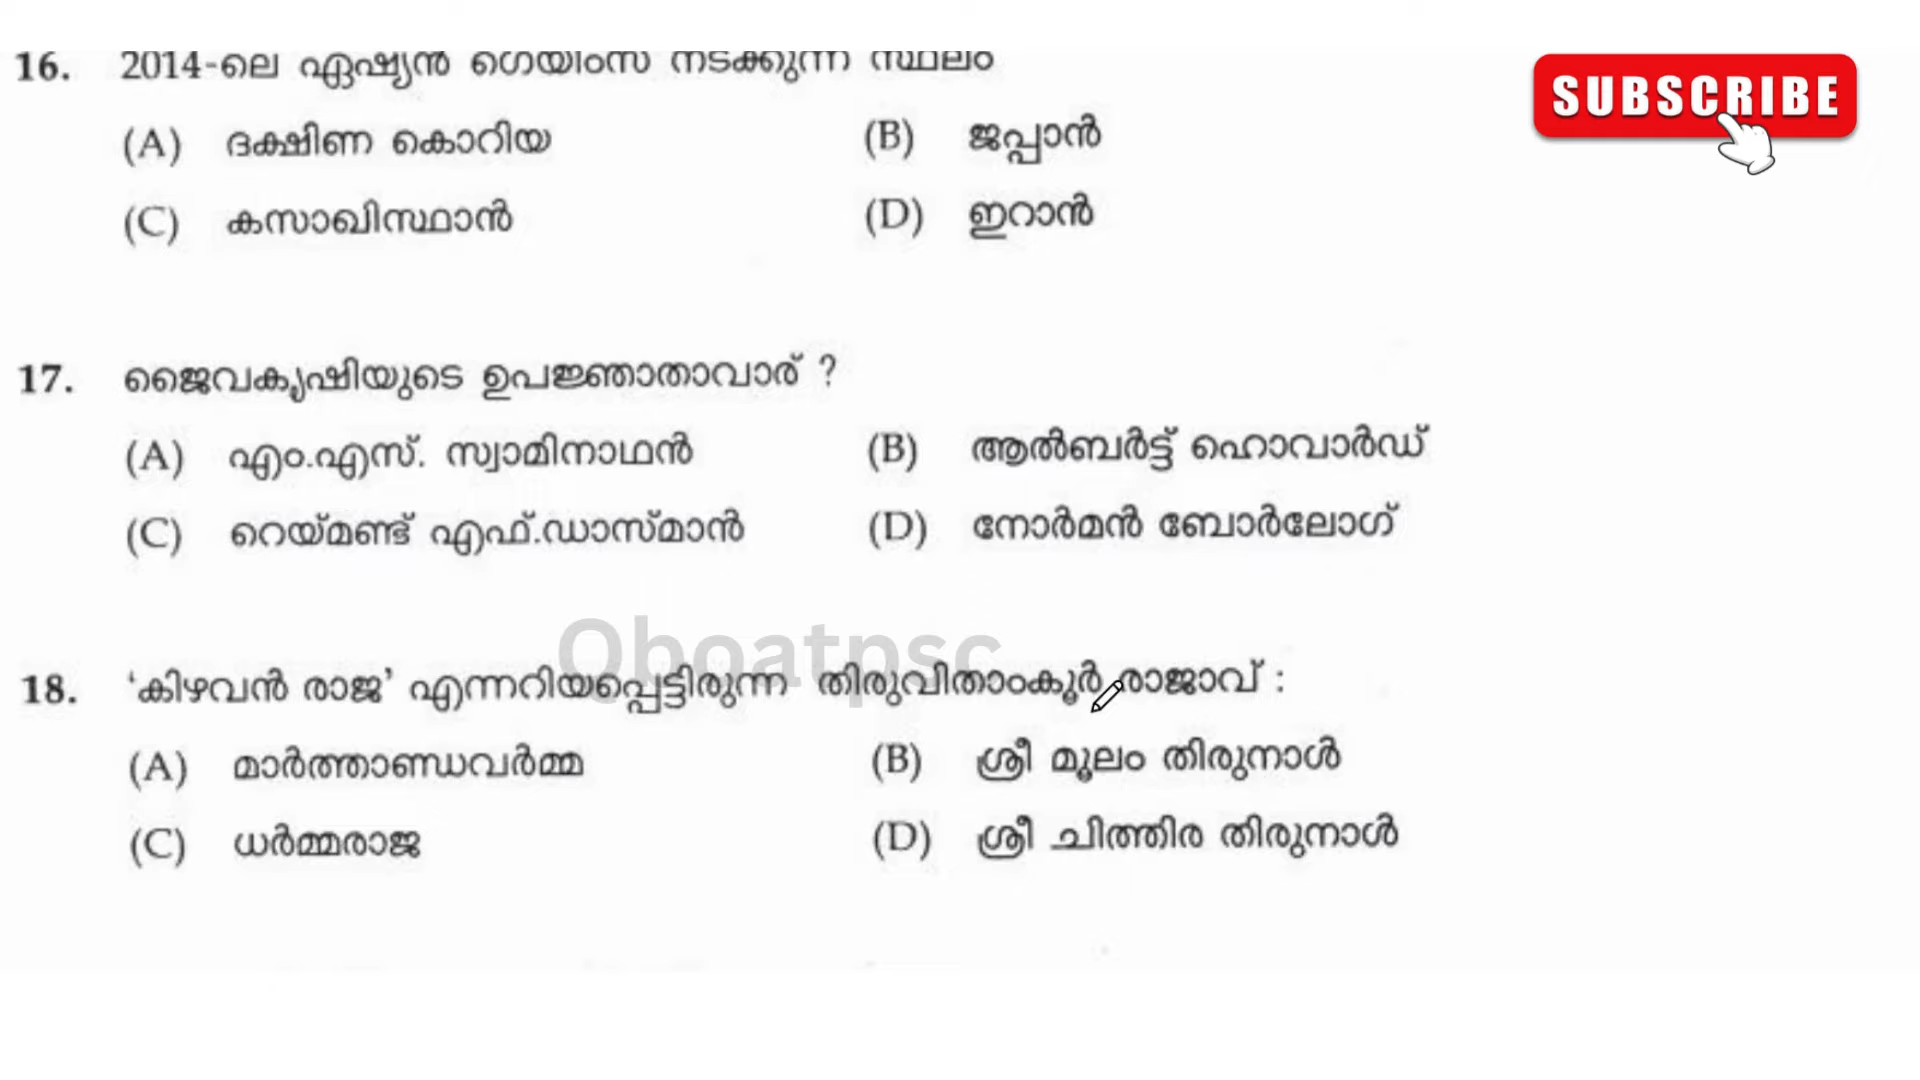 16. 2014-ലെ ഏഷ്യൻ ഗെയിംസ് നടക്കുന്ന സ്ഥലം
SUBSCRIBE
(A) ദക്ഷിണ കൊറിയ (B) ജപ്പാൻ
(C) കസാഖിസ്ഥാൻ (D) ഇറാൻ
17. ജൈവകൃഷിയുടെ ഉപജ്ഞാതാവാര് ?
(A) എം.എസ്. സ്വാമിനാഥൻ (B) ആൽബർട്ട് ഹൊവാർഡ്
(C) റെയ്മണ്ട് എഫ്.ഡാസ്മാൻ (D) നോർമൻ ബോർലോഗ്
Qboatpsc
18. ‘കിഴവൻ രാജ’ എന്നറിയപ്പെട്ടിരുന്ന തിരുവിതാംകൂർ രാജാവ് :
(A) മാർത്താണ്ഡവർമ്മ (B) ശ്രീ മൂലം തിരുനാൾ
(C) ധർമ്മരാജ (D) ശ്രീ ചിത്തിര തിരുനാൾ